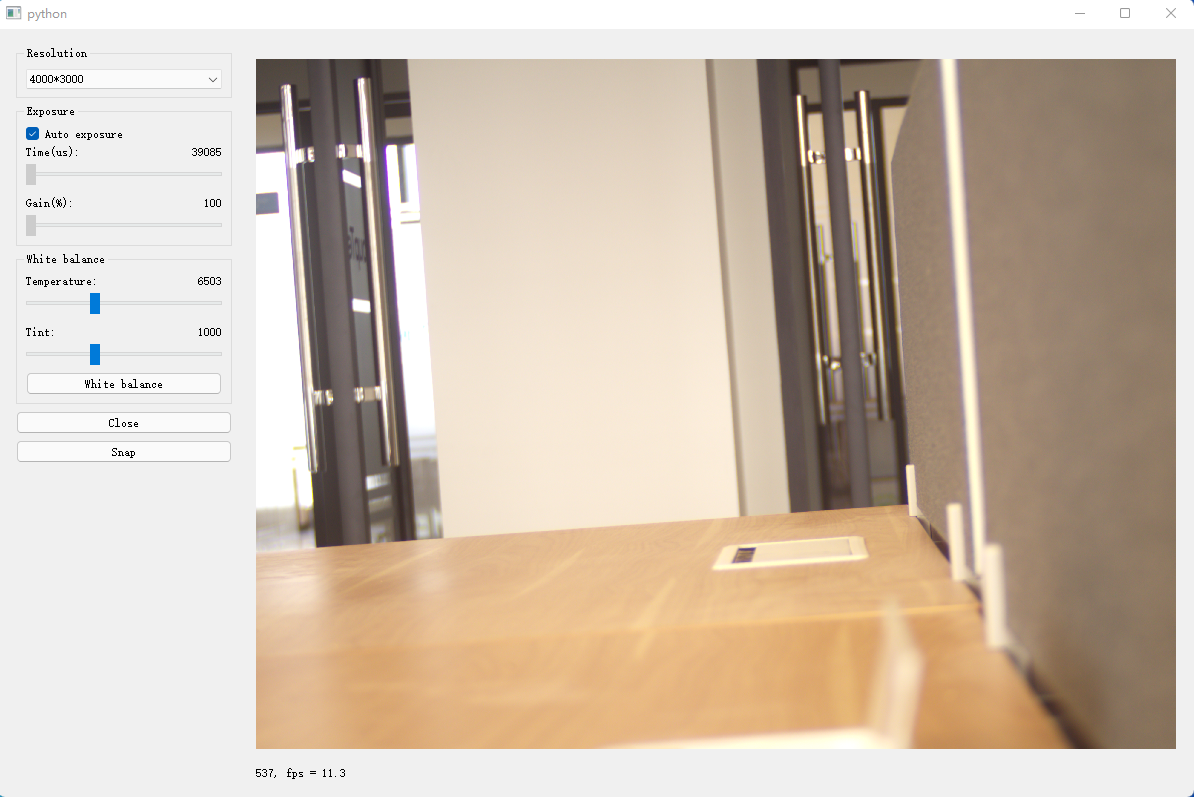 python
Resolution
4000*3000
Exposure
Auto exposure
Time(us): 39085
Gain(%): 100
White balance
Temperature: 6503
Tint: 1000
White balance
Close
Snap
537, fps = 11.3